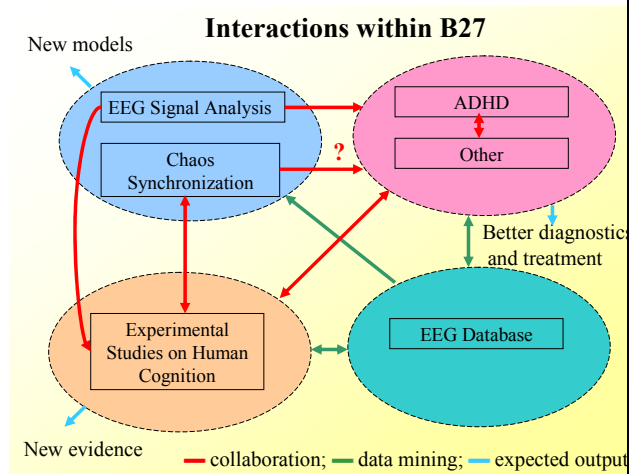 Interactions within B27
New models
EEG Signal Analysis
ADHD
?
Chaos
Synchronization
Other
Better diagnostics
and treatment
Experimental
Studies on Human
Cognition
EEG Database
New evidence
collaboration; data mining; expected output